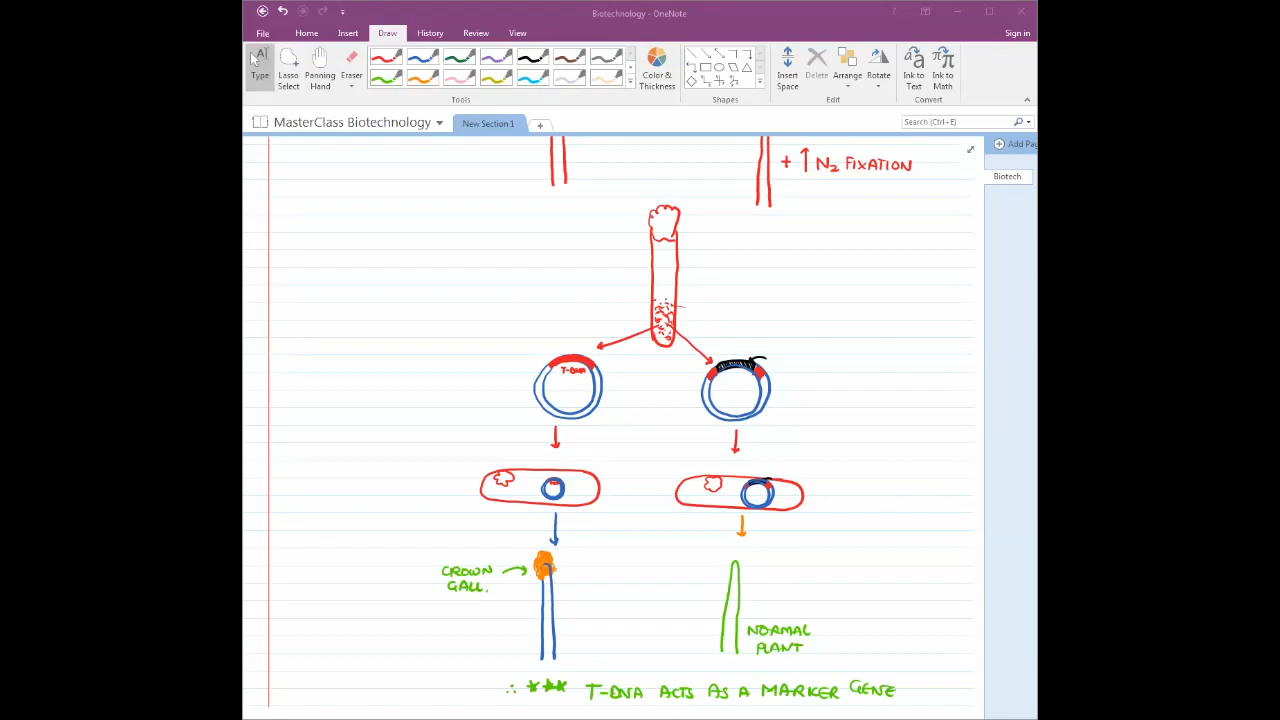 Biotechnology - OneNote
?
File
Home
Insert
Draw
History
Review
View
Sign in
Type
Lasso
Select
Panning
Hand
Eraser
Color &
Thickness
Insert
Space
Delete
Arrange
Rotate
Ink to
Text
Ink to
Math
Tools
Shapes
Edit
Convert
MasterClass Biotechnology
New Section 1
Search (Ctrl+E)
Add Pag
Biotech
+ ↑ N₂ FIXATION
T-DNA
CROWN
GALL.
NORMAL
PLANT
∴ *** T-DNA ACTS AS A MARKER GENE